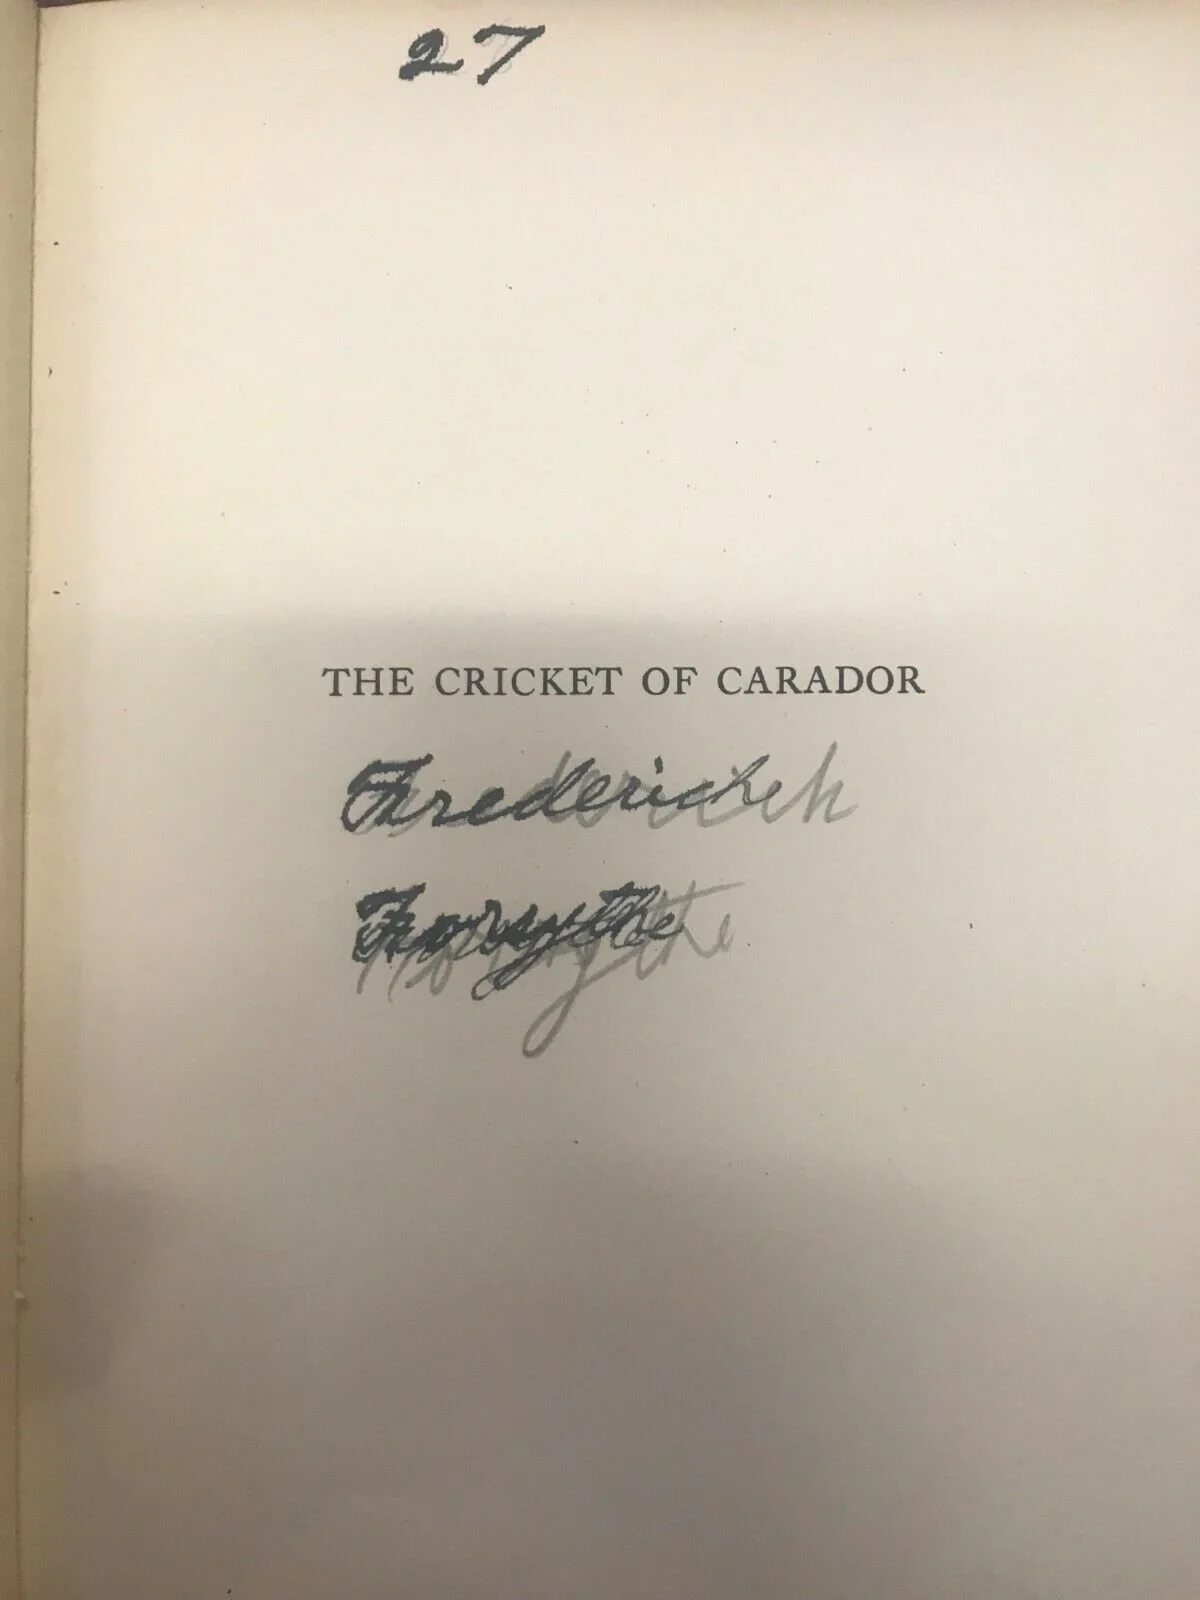 27
THE CRICKET OF CARADOR
Frederick
Forsythe